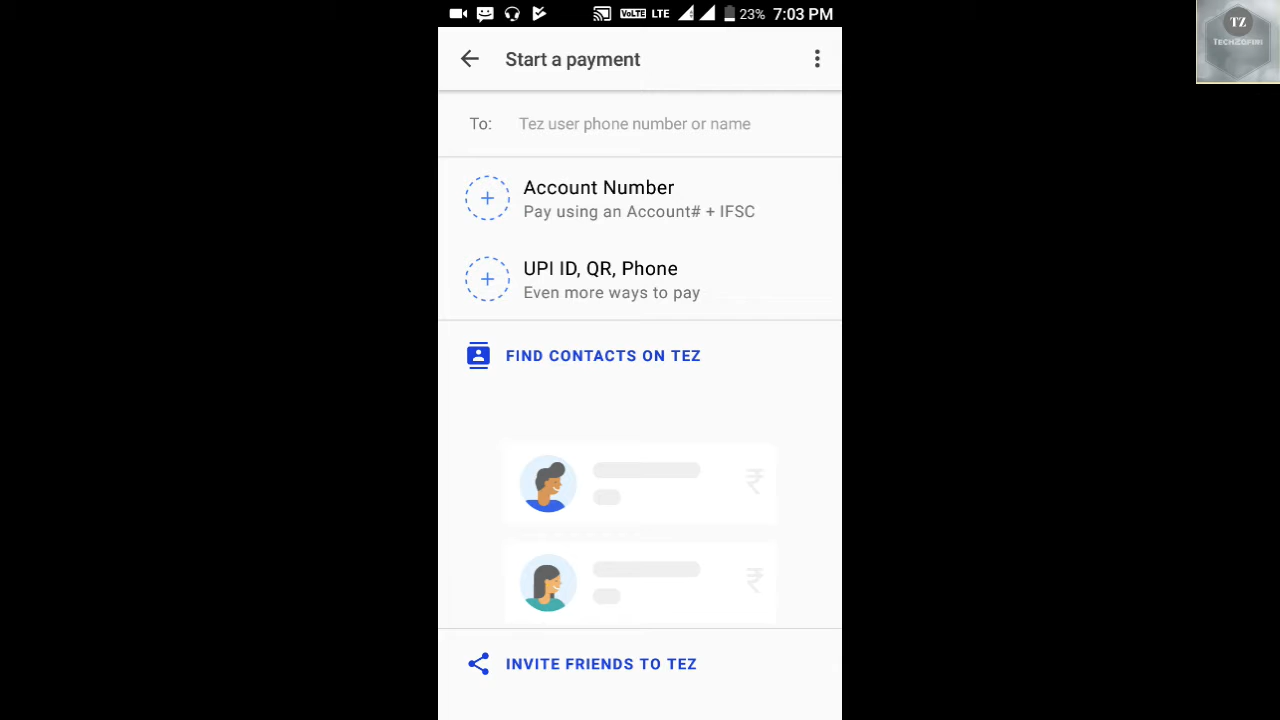 VoLTE LTE 23% 7:03 PM
TZ
TECHZOFIRI
Start a payment
To: Tez user phone number or name
Account Number
Pay using an Account# + IFSC
UPI ID, QR, Phone
Even more ways to pay
FIND CONTACTS ON TEZ
₹
₹
INVITE FRIENDS TO TEZ